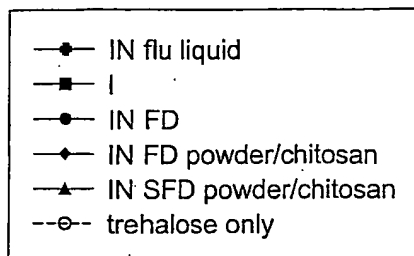 IN flu liquid
I
IN FD
IN FD powder/chitosan
IN SFD powder/chitosan
trehalose only